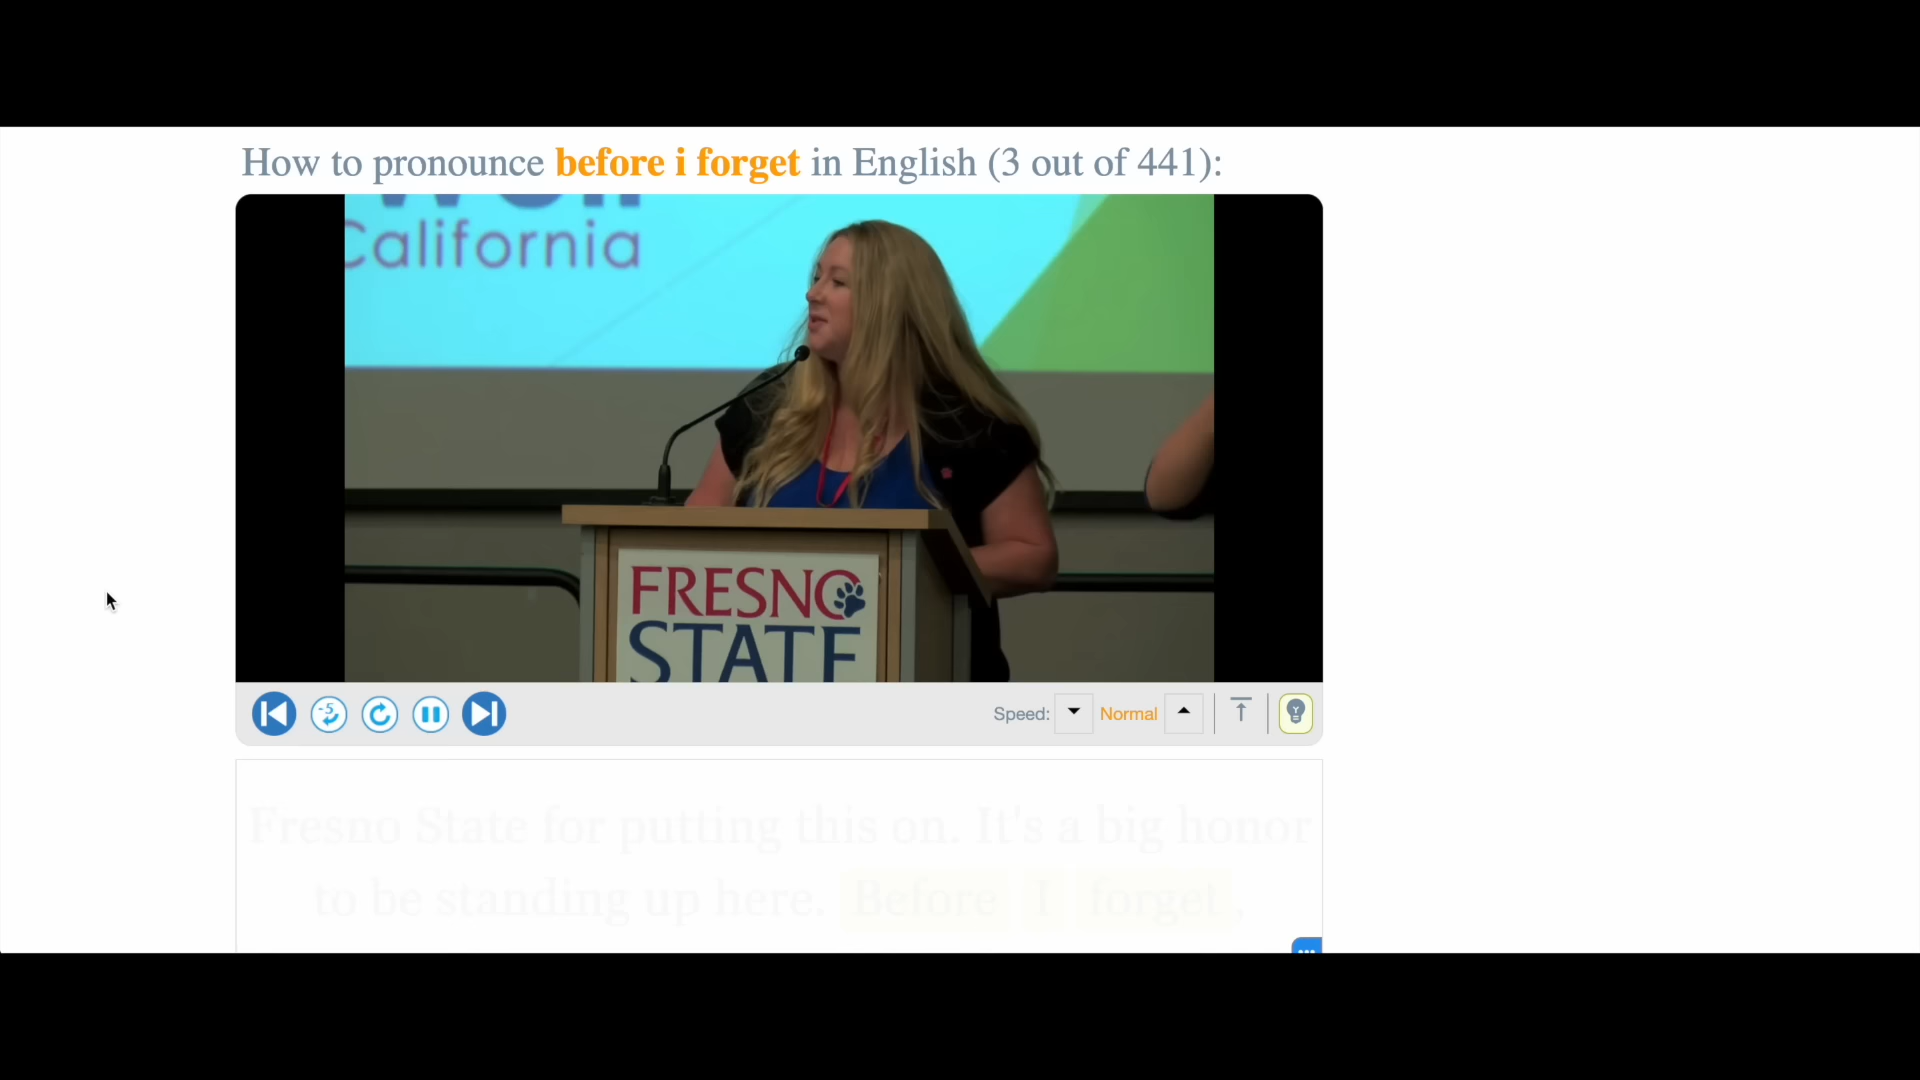 How to pronounce before i forget in English (3 out of 441):
California
FRESNO
STATE
-5
Speed:
Normal
Fresno State for putting this on. It's a big honor
to be standing up here. Before I forget,